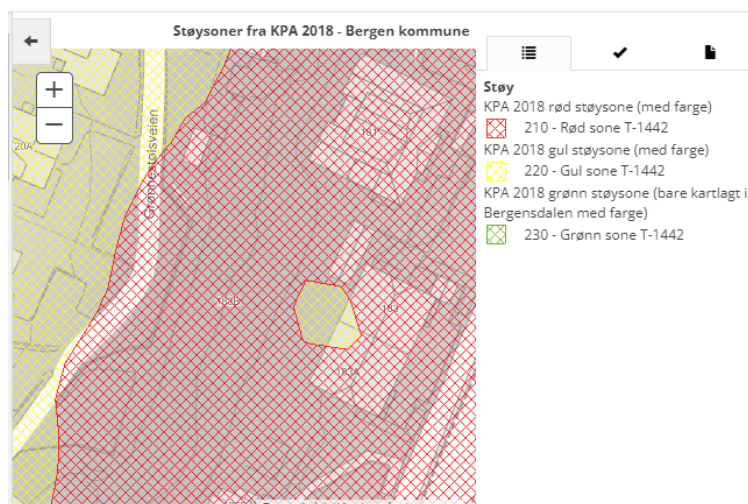 Støysoner fra KPA 2018 - Bergen kommune
+
−
20A
Grønnestølsveien
181
183B
183
183A
Støy
KPA 2018 rød støysone (med farge)
210 - Rød sone T-1442
KPA 2018 gul støysone (med farge)
220 - Gul sone T-1442
KPA 2018 grønn støysone (bare kartlagt i
Bergensdalen med farge)
230 - Grønn sone T-1442